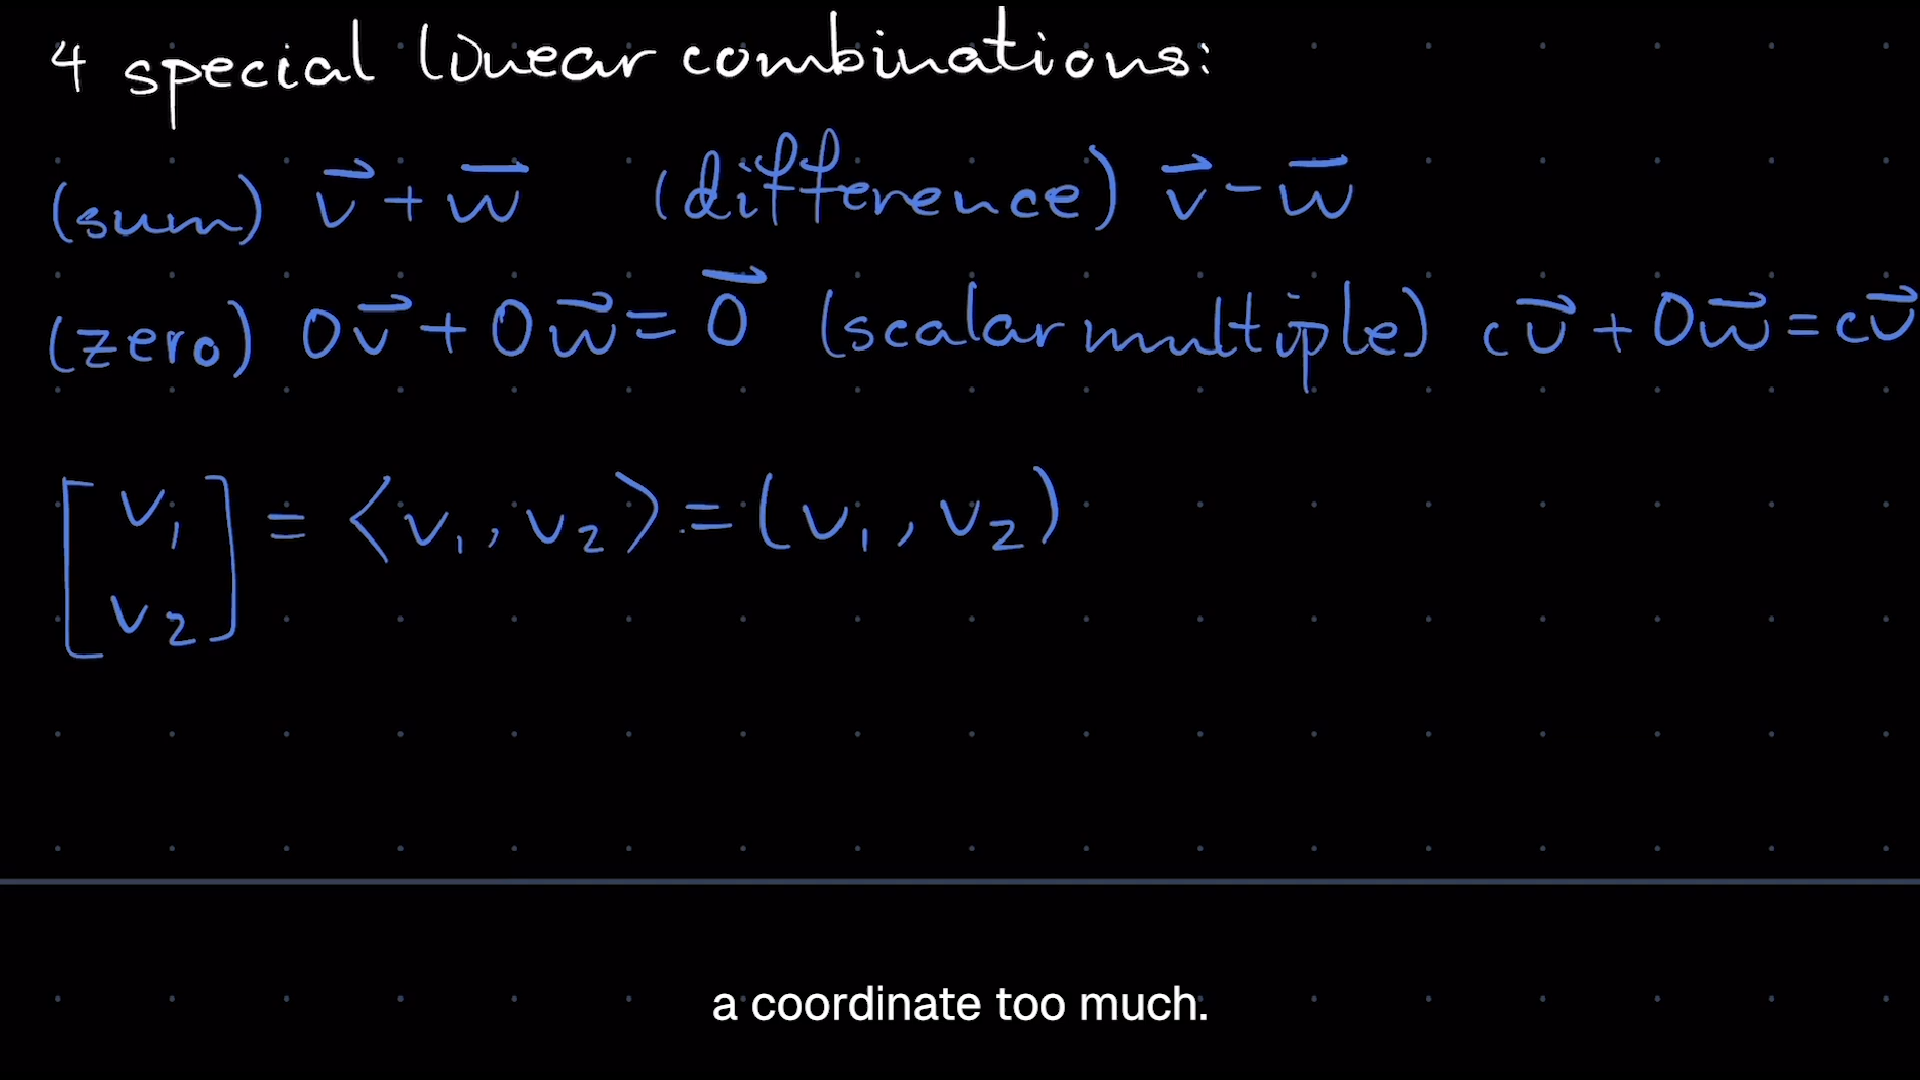 4 special linear combinations:
(sum) v⃗ + w⃗ (difference) v⃗ - w⃗
(zero) 0v⃗ + 0w⃗ = 0⃗ (scalar multiple) cv⃗ + 0w⃗ = cv⃗
[v₁ v₂] = ⟨v₁, v₂⟩ = (v₁, v₂)
a coordinate too much.